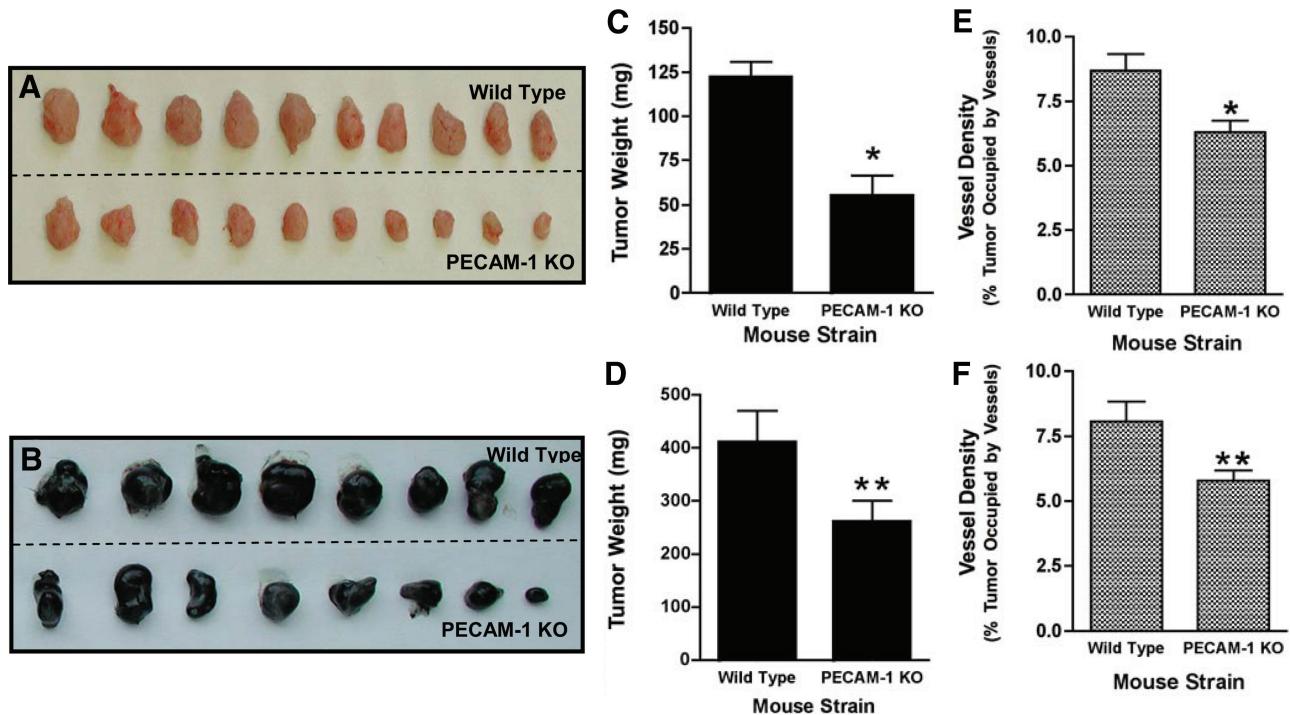 A
Wild Type
PECAM-1 KO
B
Wild Type
PECAM-1 KO
C
Tumor Weight (mg)
150
125
100
75
50
25
0
*
Wild Type
PECAM-1 KO
Mouse Strain
D
Tumor Weight (mg)
500
400
300
200
100
0
**
Wild Type
PECAM-1 KO
Mouse Strain
E
Vessel Density
(% Tumor Occupied by Vessels)
10.0
7.5
5.0
2.5
0.0
*
Wild Type
PECAM-1 KO
Mouse Strain
F
Vessel Density
(% Tumor Occupied by Vessels)
10.0
7.5
5.0
2.5
0.0
**
Wild Type
PECAM-1 KO
Mouse Strain